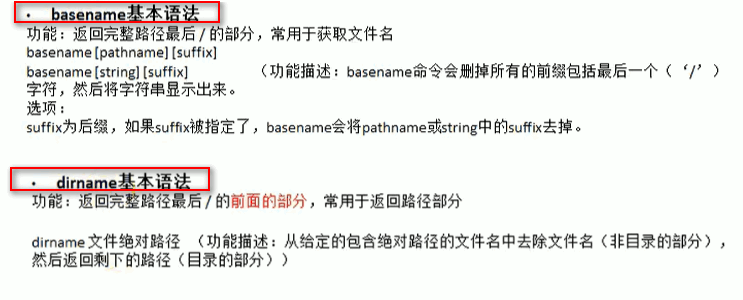 • basename基本语法
功能：返回完整路径最后 / 的部分，常用于获取文件名
basename [pathname] [suffix]
basename [string] [suffix] （功能描述：basename命令会删掉所有的前缀包括最后一个（‘/’）
字符，然后将字符串显示出来。
选项：
suffix为后缀，如果suffix被指定了，basename会将pathname或string中的suffix去掉。
• dirname基本语法
功能：返回完整路径最后 / 的前面的部分，常用于返回路径部分
dirname 文件绝对路径 （功能描述：从给定的包含绝对路径的文件名中去除文件名（非目录的部分），
然后返回剩下的路径（目录的部分））